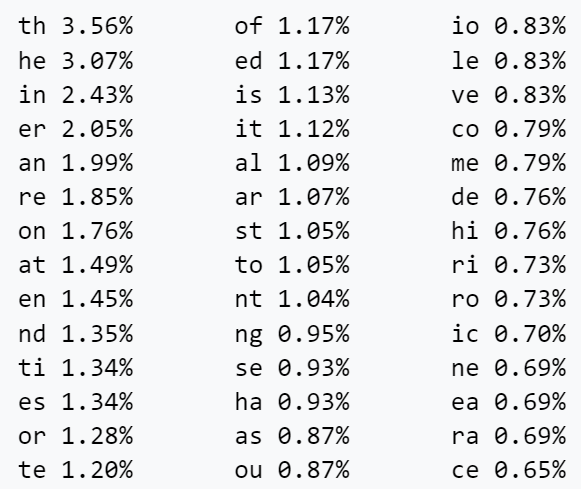 th 3.56% of 1.17% io 0.83%
he 3.07% ed 1.17% le 0.83%
in 2.43% is 1.13% ve 0.83%
er 2.05% it 1.12% co 0.79%
an 1.99% al 1.09% me 0.79%
re 1.85% ar 1.07% de 0.76%
on 1.76% st 1.05% hi 0.76%
at 1.49% to 1.05% ri 0.73%
en 1.45% nt 1.04% ro 0.73%
nd 1.35% ng 0.95% ic 0.70%
ti 1.34% se 0.93% ne 0.69%
es 1.34% ha 0.93% ea 0.69%
or 1.28% as 0.87% ra 0.69%
te 1.20% ou 0.87% ce 0.65%